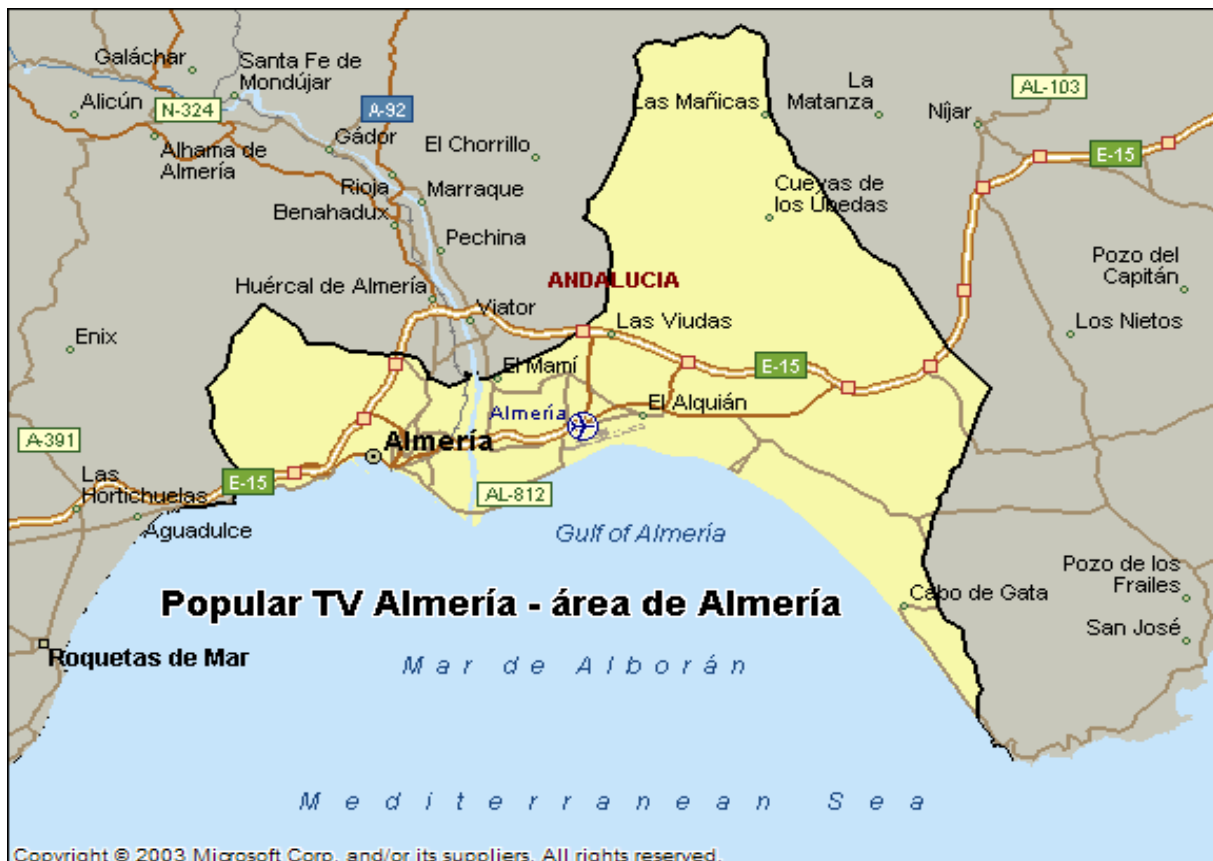 Galáchar
Santa Fe de
Mondújar
La
Matanza
AL-103
Alicún
N-324
A-92
Las Mañicas
Níjar
Gádor
El Chorrillo
Alhama de
Almería
E-15
Rioja
Marraque
Cuevas de
los Úbedas
Benahadux
Pechina
Pozo del
Capitán
ANDALUCIA
Huércal de Almería
Viator
Las Viudas
Los Nietos
Enix
El Mamí
E-15
Almería
El Alquián
A-391
Almería
Las
Hortichuelas
E-15
AL-812
Aguadulce
Gulf of Almería
Pozo de los
Frailes
Popular TV Almería - área de Almería
Cabo de Gata
San José
Roquetas de Mar
Mar de Alborán
Mediterranean Sea
Copyright © 2003 Microsoft Corp. and/or its suppliers. All rights reserved.